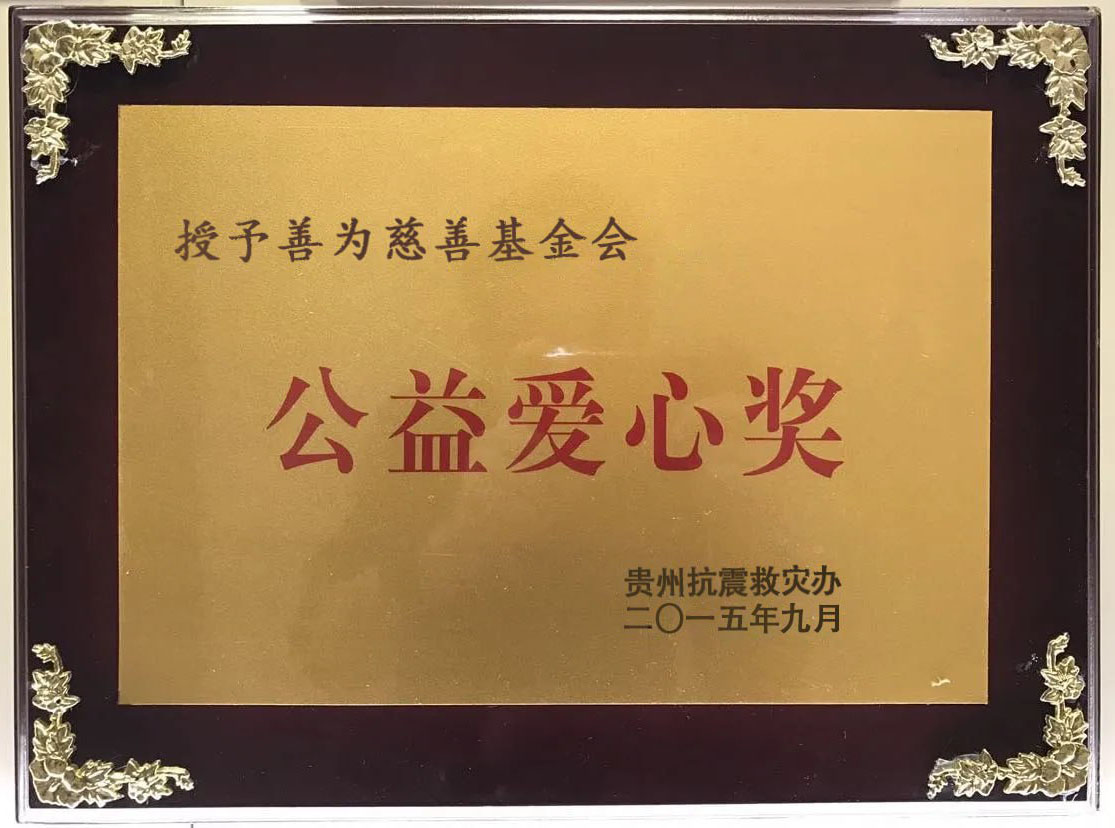 授予善为慈善基金会
公益爱心奖
贵州抗震救灾办
二〇一五年九月